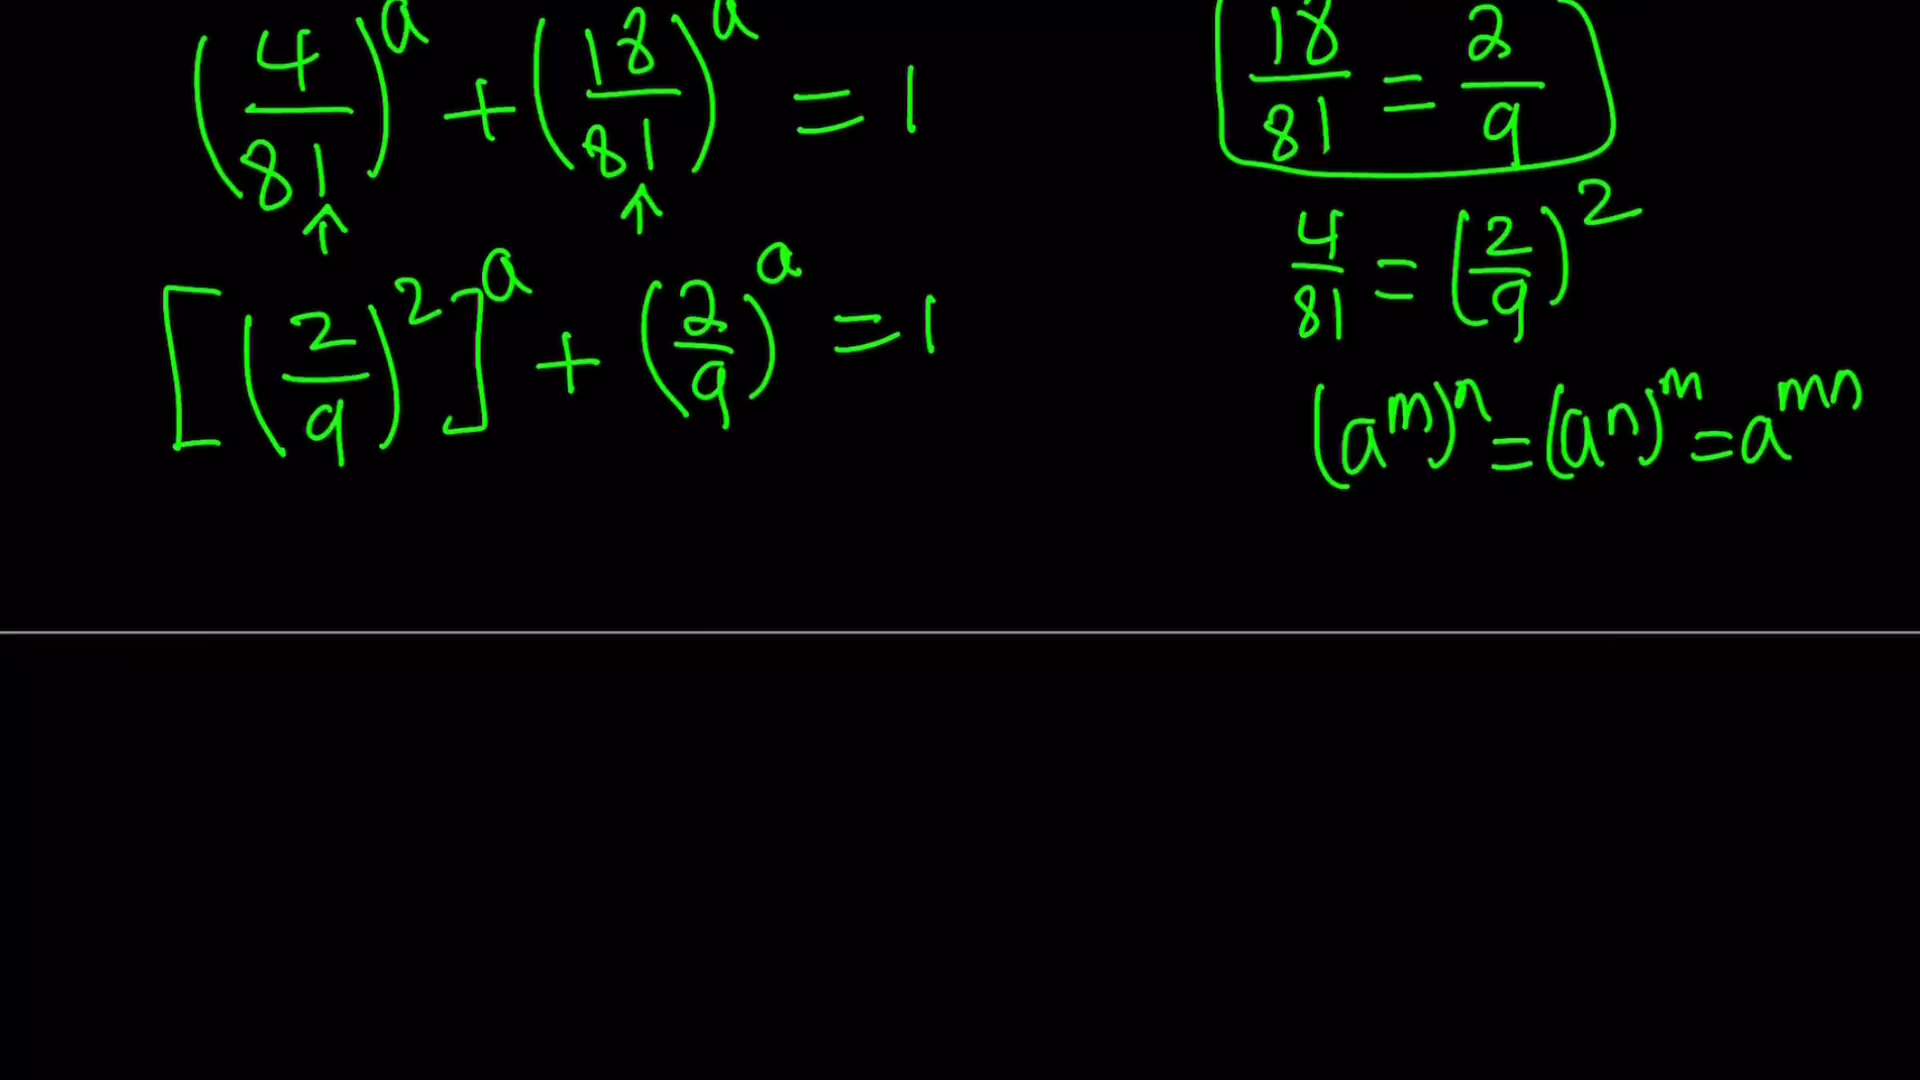 (4/81)^a + (18/81)^a = 1
↑ ↑
[(2/9)^2]^a + (2/9)^a = 1
18/81 = 2/9
4/81 = (2/9)^2
(a^m)^n = (a^n)^m = a^mn